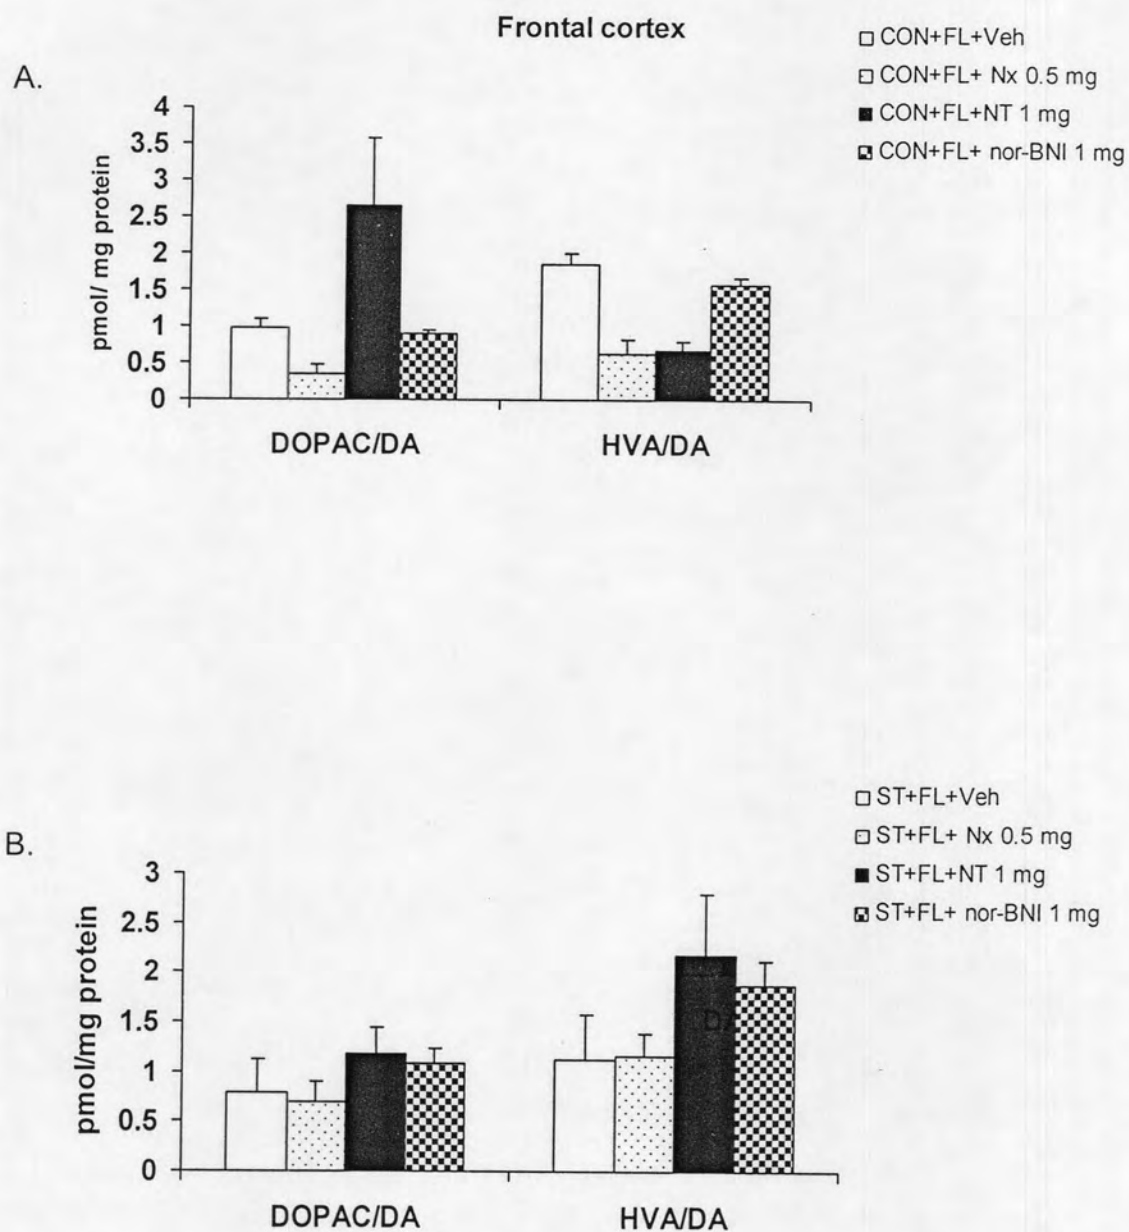 Frontal cortex
CON+FL+Veh
CON+FL+ Nx 0.5 mg
CON+FL+NT 1 mg
CON+FL+ nor-BNI 1 mg
A.
pmol/ mg protein
4
3.5
3
2.5
2
1.5
1
0.5
0
DOPAC/DA
HVA/DA
ST+FL+Veh
ST+FL+ Nx 0.5 mg
ST+FL+NT 1 mg
ST+FL+ nor-BNI 1 mg
B.
pmol/mg protein
3
2.5
2
1.5
1
0.5
0
DOPAC/DA
HVA/DA